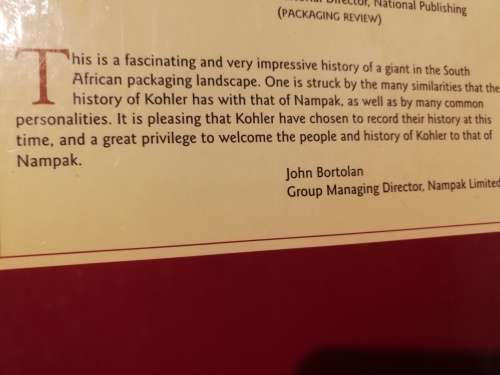 Director, National Publishing
(PACKAGING REVIEW)
This is a fascinating and very impressive history of a giant in the South
African packaging landscape. One is struck by the many similarities that the
history of Kohler has with that of Nampak, as well as by many common
personalities. It is pleasing that Kohler have chosen to record their history at this
time, and a great privilege to welcome the people and history of Kohler to that of
Nampak.
John Bortolan
Group Managing Director, Nampak Limited